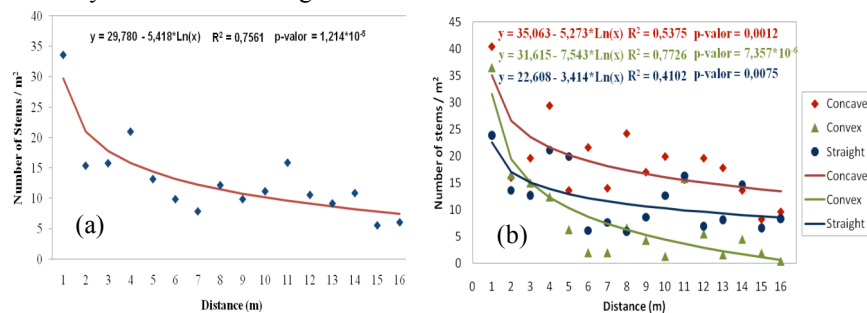 y = 29,780 - 5,418*Ln(x) R² = 0,7561 p-valor = 1,214*10⁻⁵
Number of Stems / m²
40
35
30
25
20
15
10
5
0
(a)
1 2 3 4 5 6 7 8 9 10 11 12 13 14 15 16
Distance (m)
y = 35,063 - 5,273*Ln(x) R² = 0,5375 p-valor = 0,0012
y = 31,615 - 7,543*Ln(x) R² = 0,7726 p-valor = 7,357*10⁻⁶
y = 22,608 - 3,414*Ln(x) R² = 0,4102 p-valor = 0,0075
Number of stems / m²
45
40
35
30
25
20
15
10
5
0
(b)
0 1 2 3 4 5 6 7 8 9 10 11 12 13 14 15 16
Distance (m)
Concave
Convex
Straight
Concave
Convex
Straight